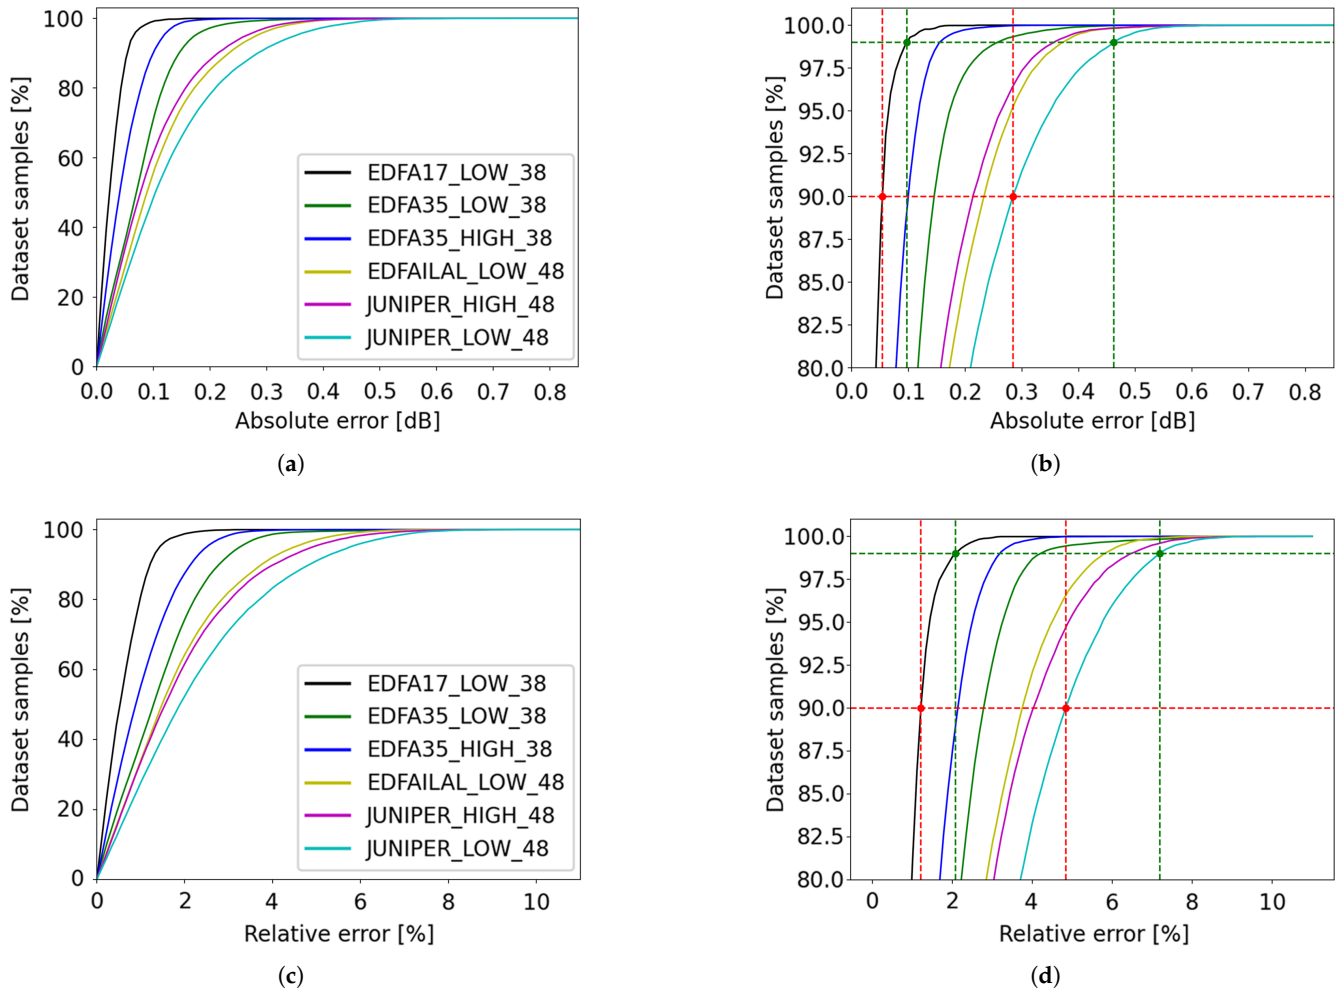 100
80
60
40
20
0
Dataset samples [%]
EDFA17_LOW_38
EDFA35_LOW_38
EDFA35_HIGH_38
EDFAILAL_LOW_48
JUNIPER_HIGH_48
JUNIPER_LOW_48
0.0 0.1 0.2 0.3 0.4 0.5 0.6 0.7 0.8
Absolute error [dB]
(a)
100.0
97.5
95.0
92.5
90.0
87.5
85.0
82.5
80.0
Dataset samples [%]
0.0 0.1 0.2 0.3 0.4 0.5 0.6 0.7 0.8
Absolute error [dB]
(b)
100
80
60
40
20
0
Dataset samples [%]
EDFA17_LOW_38
EDFA35_LOW_38
EDFA35_HIGH_38
EDFAILAL_LOW_48
JUNIPER_HIGH_48
JUNIPER_LOW_48
0 2 4 6 8 10
Relative error [%]
(c)
100.0
97.5
95.0
92.5
90.0
87.5
85.0
82.5
80.0
Dataset samples [%]
0 2 4 6 8 10
Relative error [%]
(d)